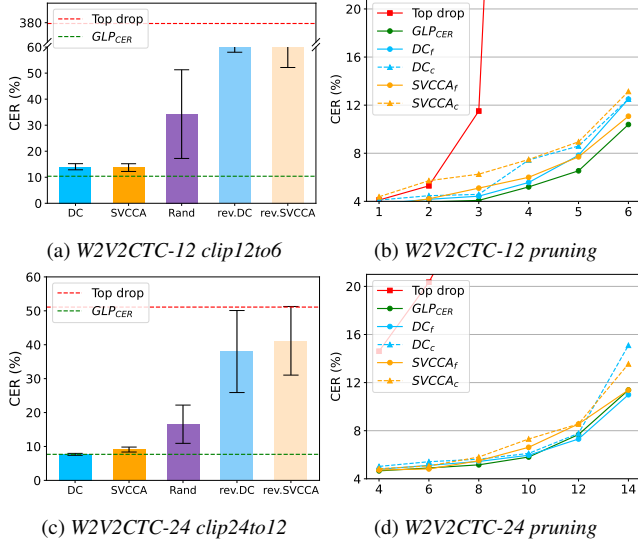 380
60
50
40
30
20
10
0
CER (%)
Top drop
GLP_CER
DC
SVCCA
Rand
rev.DC
rev.SVCCA
(a) W2V2CTC-12 clip12to6
20
16
12
8
4
CER (%)
Top drop
GLP_CER
DC_f
DC_c
SVCCA_f
SVCCA_c
1 2 3 4 5 6
(b) W2V2CTC-12 pruning
60
50
40
30
20
10
0
CER (%)
Top drop
GLP_CER
DC
SVCCA
Rand
rev.DC
rev.SVCCA
(c) W2V2CTC-24 clip24to12
20
16
12
8
4
CER (%)
Top drop
GLP_CER
DC_f
DC_c
SVCCA_f
SVCCA_c
4 6 8 10 12 14
(d) W2V2CTC-24 pruning